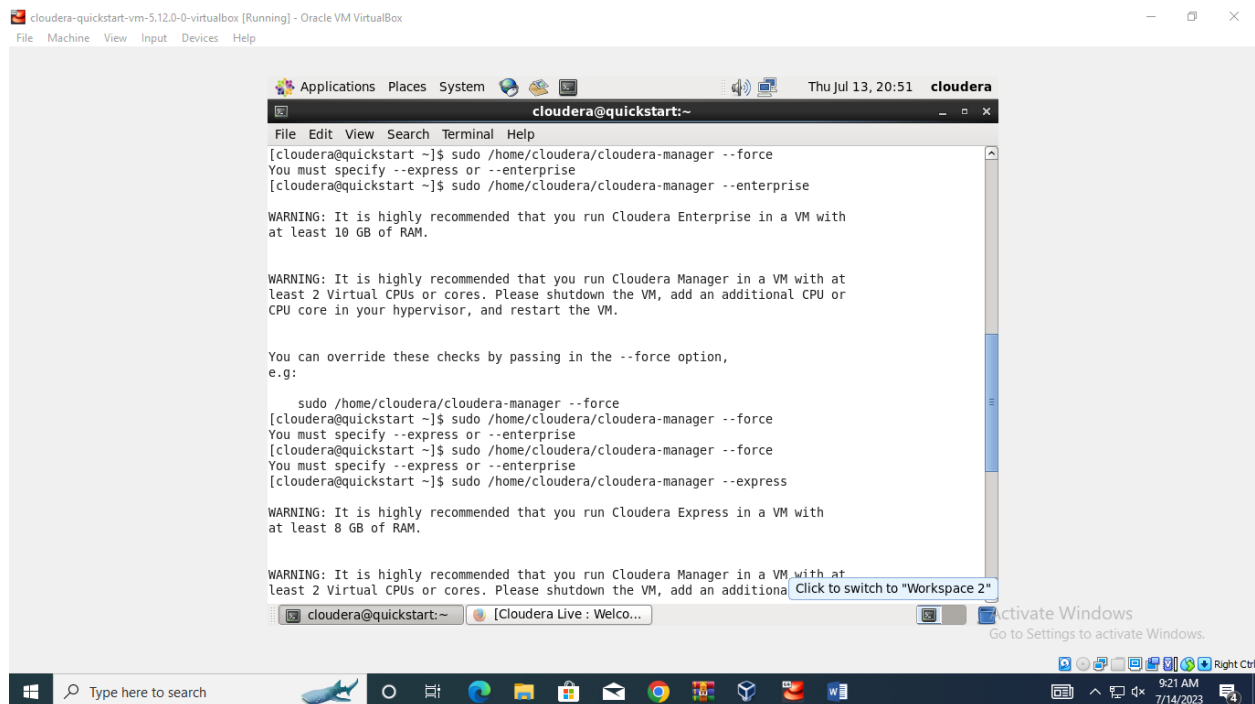 cloudera-quickstart-vm-5.12.0-0-virtualbox [Running] - Oracle VM VirtualBox
File Machine View Input Devices Help
Applications Places System Thu Jul 13, 20:51 cloudera
cloudera@quickstart:~
File Edit View Search Terminal Help
[cloudera@quickstart ~]$ sudo /home/cloudera/cloudera-manager --force
You must specify --express or --enterprise
[cloudera@quickstart ~]$ sudo /home/cloudera/cloudera-manager --enterprise
WARNING: It is highly recommended that you run Cloudera Enterprise in a VM with
at least 10 GB of RAM.
WARNING: It is highly recommended that you run Cloudera Manager in a VM with at
least 2 Virtual CPUs or cores. Please shutdown the VM, add an additional CPU or
CPU core in your hypervisor, and restart the VM.
You can override these checks by passing in the --force option,
e.g:
sudo /home/cloudera/cloudera-manager --force
[cloudera@quickstart ~]$ sudo /home/cloudera/cloudera-manager --force
You must specify --express or --enterprise
[cloudera@quickstart ~]$ sudo /home/cloudera/cloudera-manager --force
You must specify --express or --enterprise
[cloudera@quickstart ~]$ sudo /home/cloudera/cloudera-manager --express
WARNING: It is highly recommended that you run Cloudera Express in a VM with
at least 8 GB of RAM.
WARNING: It is highly recommended that you run Cloudera Manager in a VM with at
least 2 Virtual CPUs or cores. Please shutdown the VM, add an additiona
Click to switch to "Workspace 2"
cloudera@quickstart:~ [Cloudera Live : Welco...
Activate Windows
Go to Settings to activate Windows.
Right Ctrl
Type here to search
9:21 AM
7/14/2023
4